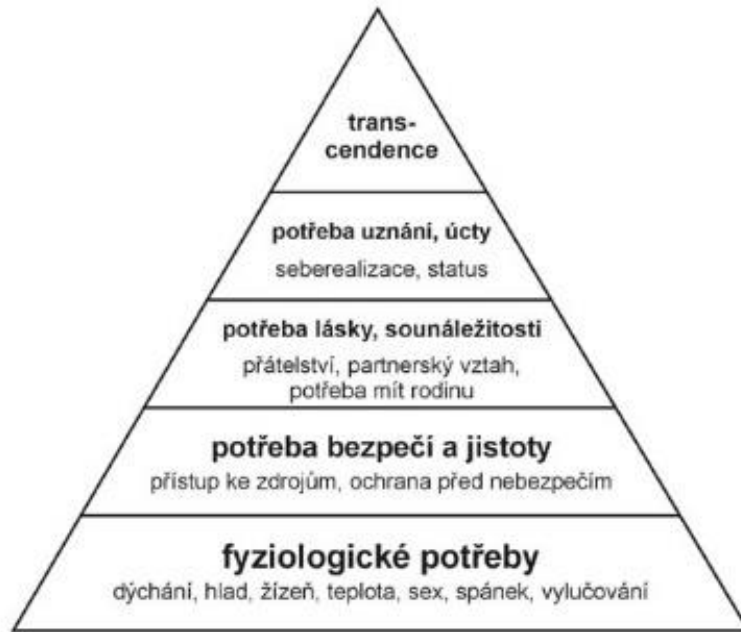 trans-
cendence
potřeba uznání, úcty
seberealizace, status
potřeba lásky, sounáležitosti
přátelství, partnerský vztah,
potřeba mít rodinu
potřeba bezpečí a jistoty
přístup ke zdrojům, ochrana před nebezpečím
fyziologické potřeby
dýchání, hlad, žízeň, teplota, sex, spánek, vylučování